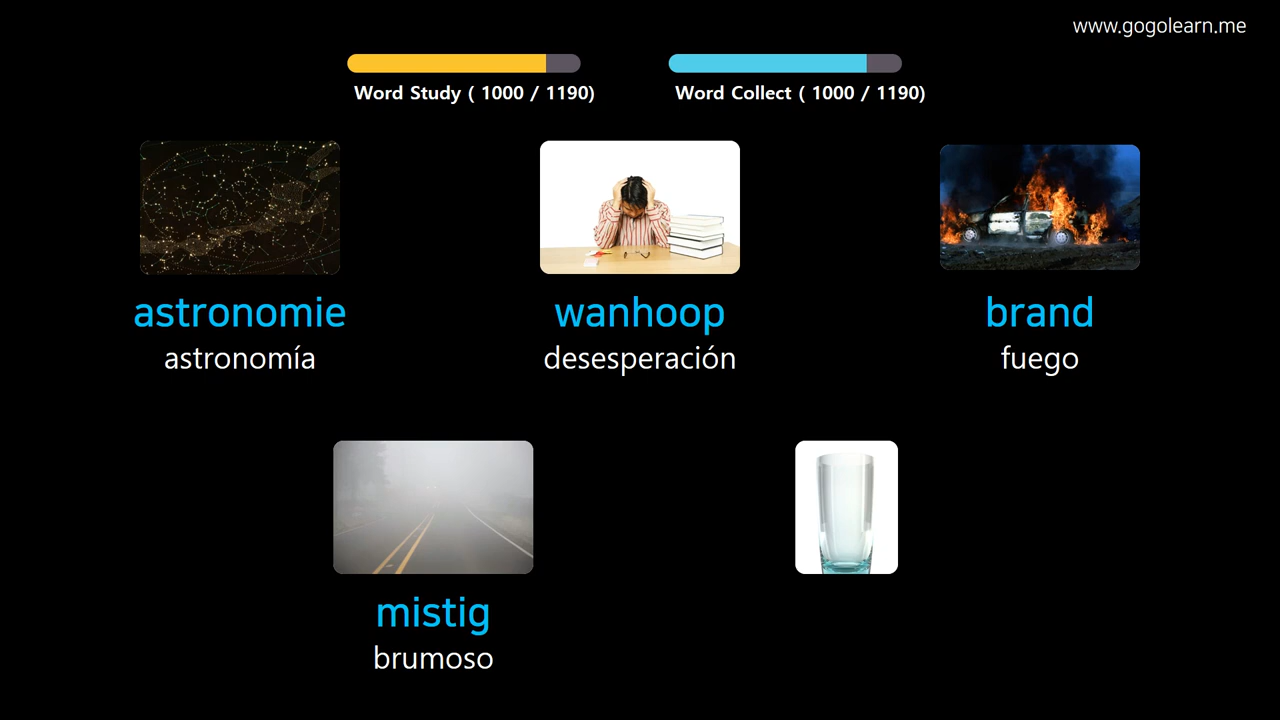 www.gogolearn.me
Word Study ( 1000 / 1190)
Word Collect ( 1000 / 1190)
astronomie
astronomía
wanhoop
desesperación
brand
fuego
mistig
brumoso